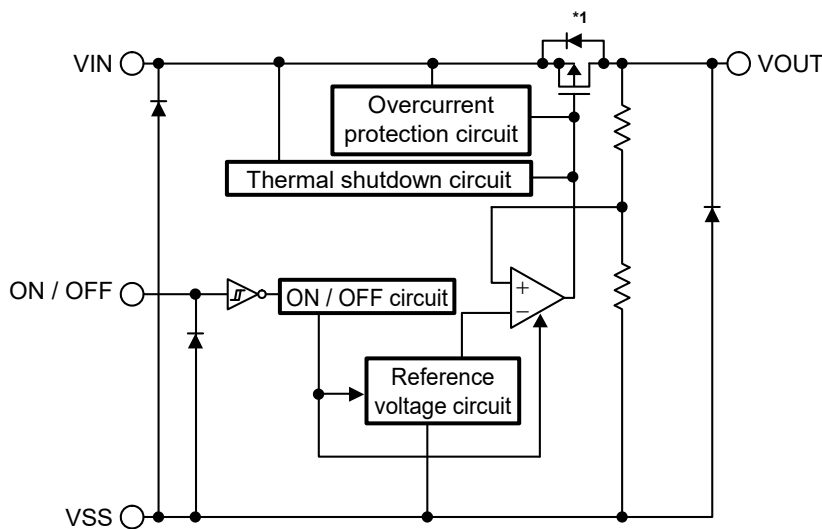 *1
VIN
VOUT
Overcurrent
protection circuit
Thermal shutdown circuit
ON / OFF
ON / OFF circuit
+
−
Reference
voltage circuit
VSS